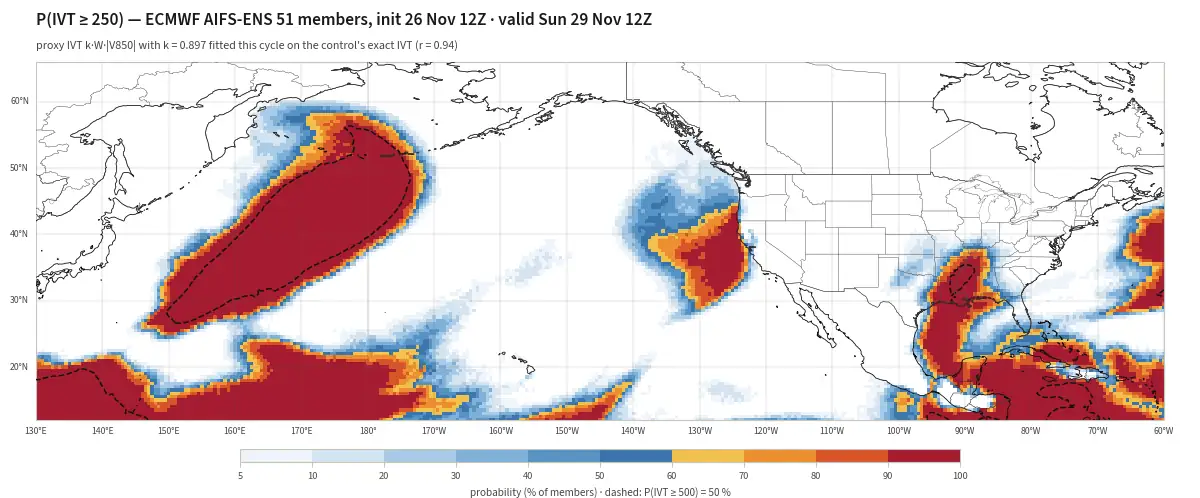 P(IVT ≥ 250) — ECMWF AIFS-ENS 51 members, init 26 Nov 12Z · valid Sun 29 Nov 12Z
proxy IVT k·W·|V850| with k = 0.897 fitted this cycle on the control's exact IVT (r = 0.94)
60°N
50°N
40°N
30°N
20°N
130°E 140°E 150°E 160°E 170°E 180° 170°W 160°W 150°W 140°W 130°W 120°W 110°W 100°W 90°W 80°W 70°W 60°W
5 10 20 30 40 50 60 70 80 90 100
probability (% of members) · dashed: P(IVT ≥ 500) = 50 %